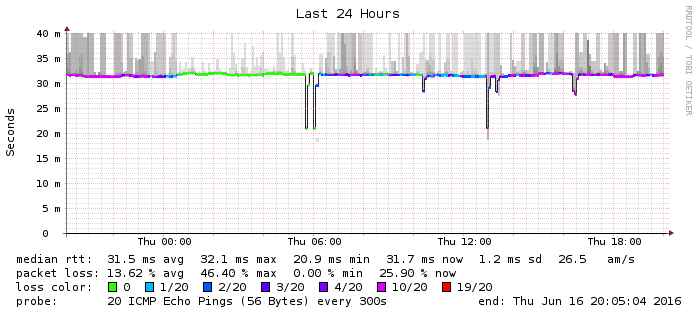 Last 24 Hours
RRDTOOL / TOBI OETIKER
Seconds
40 m
35 m
30 m
25 m
20 m
15 m
10 m
5 m
0
Thu 00:00 Thu 06:00 Thu 12:00 Thu 18:00
median rtt: 31.5 ms avg 32.1 ms max 20.9 ms min 31.7 ms now 1.2 ms sd 26.5 am/s
packet loss: 13.62 % avg 46.40 % max 0.00 % min 25.90 % now
loss color: 0 1/20 2/20 3/20 4/20 10/20 19/20
probe: 20 ICMP Echo Pings (56 Bytes) every 300s end: Thu Jun 16 20:05:04 2016